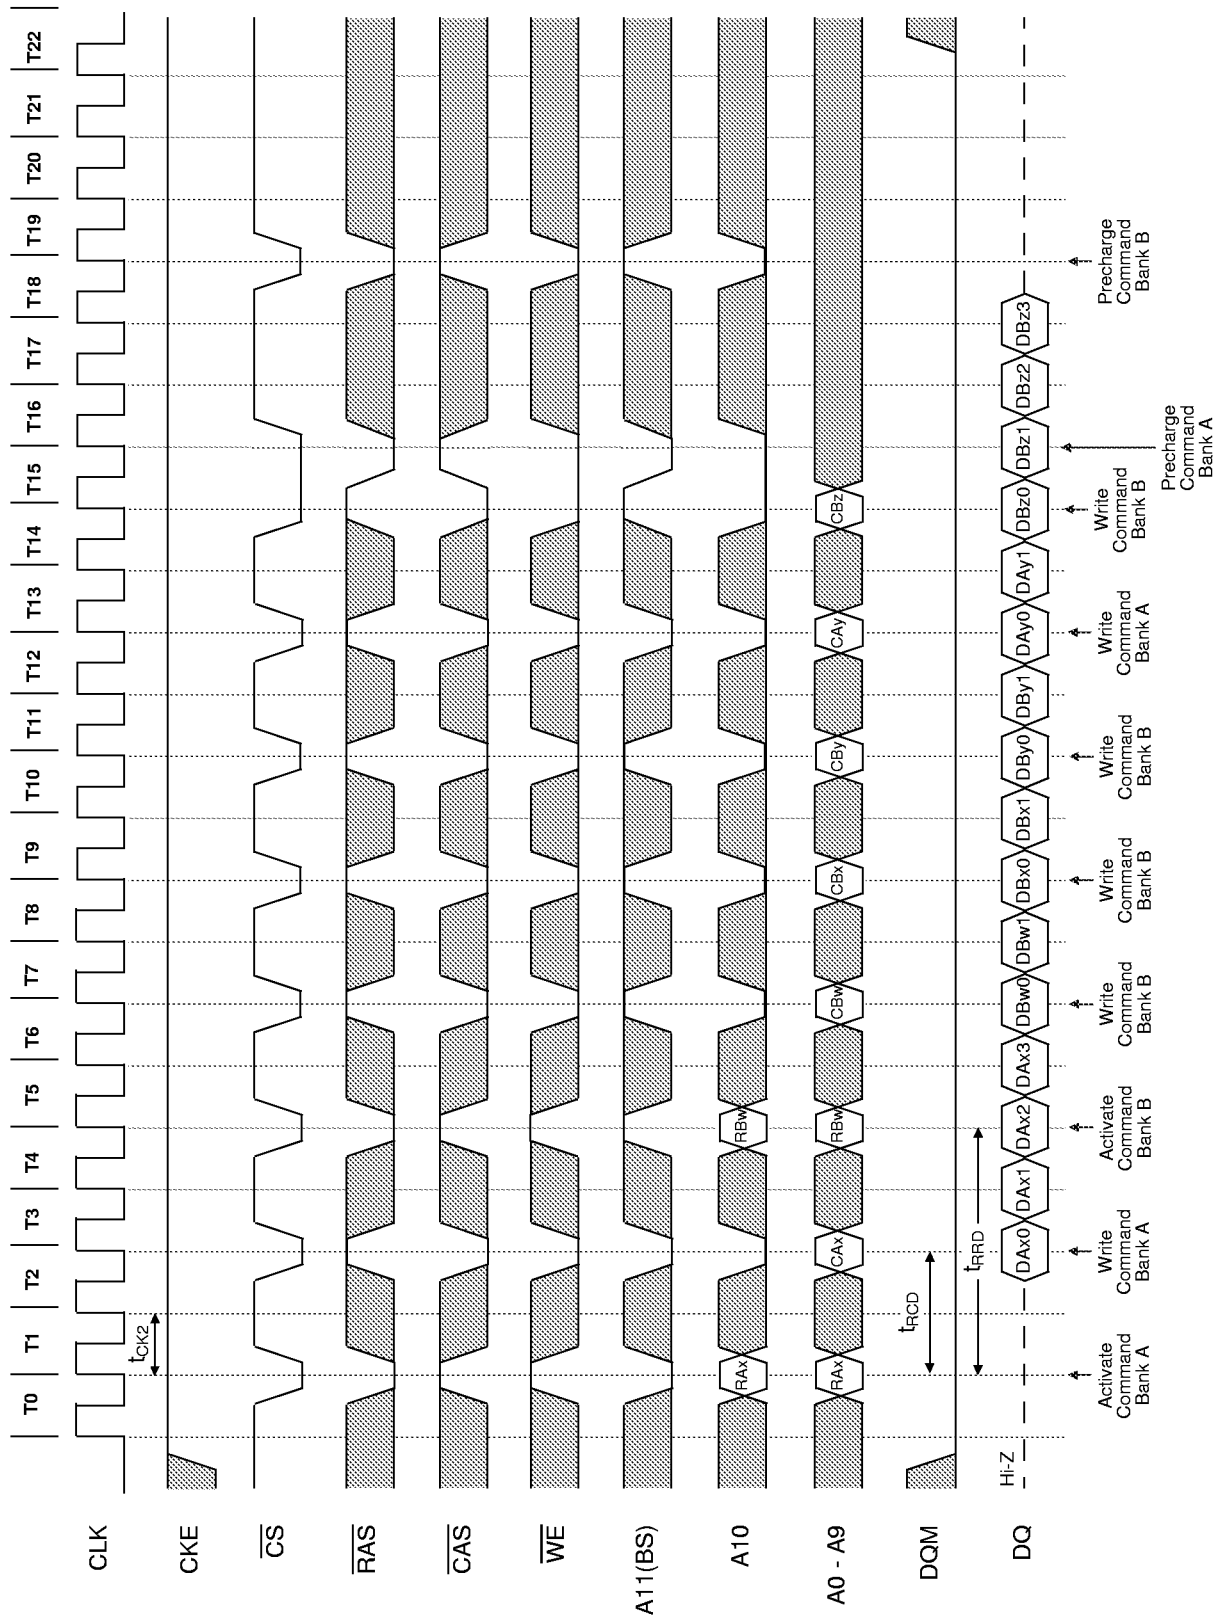 T0 T1 T2 T3 T4 T5 T6 T7 T8 T9 T10 T11 T12 T13 T14 T15 T16 T17 T18 T19 T20 T21 T22
CLK
tCK2
CKE
CS
RAS
CAS
WE
A11(BS)
A10
RAx RBw
A0 - A9
RAx CAx RBw CBw CBx CBy CAy CBz
DQM
tRCD
tRRD
DQ
Hi-Z
DAx0 DAx1 DAx2 DAx3 DBw0 DBw1 DBx0 DBx1 DBy0 DBy1 DAy0 DAy1 DBz0 DBz1 DBz2 DBz3
Activate
Command
Bank A
Write
Command
Bank A
Activate
Command
Bank B
Write
Command
Bank B
Write
Command
Bank B
Write
Command
Bank B
Write
Command
Bank A
Write
Command
Bank B
Precharge
Command
Bank A
Precharge
Command
Bank B